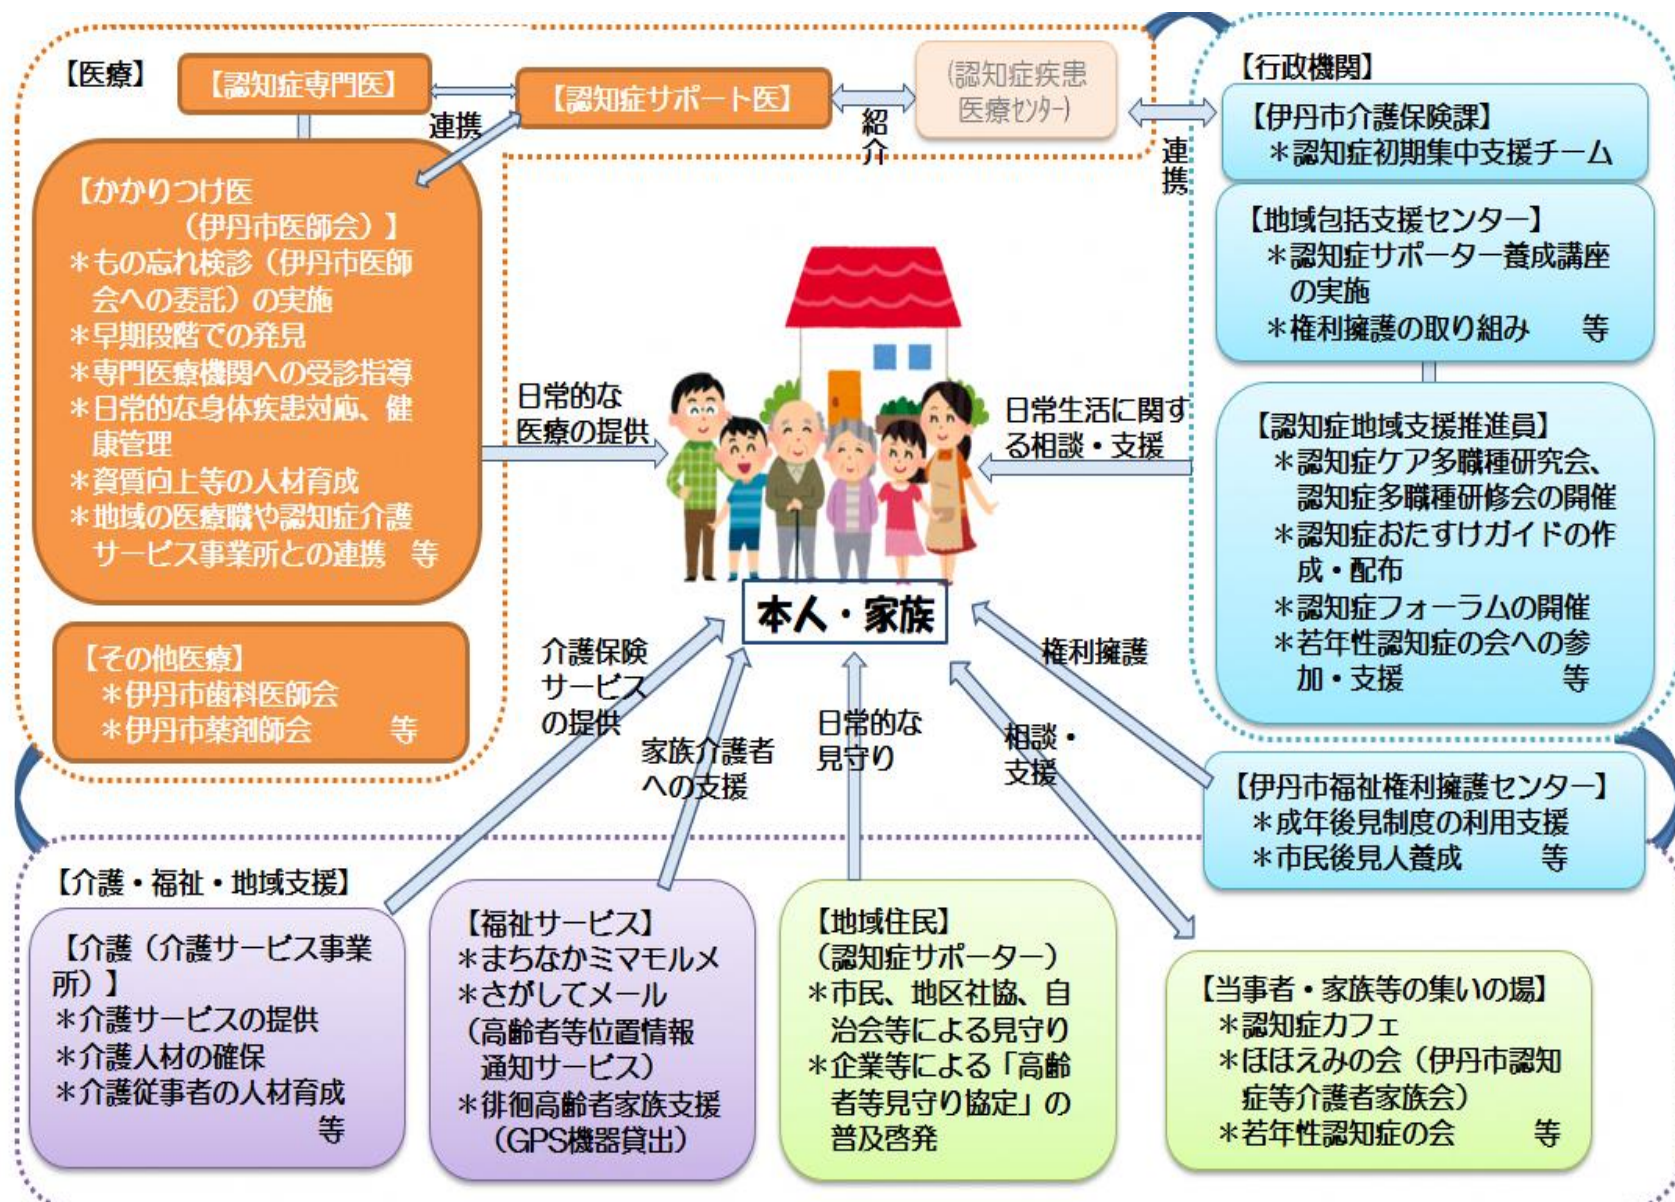 【医療】
【認知症専門医】
【認知症サポート医】
(認知症疾患
医療ｾﾝﾀｰ)
連携
紹
介
【かかりつけ医
（伊丹市医師会）】
＊もの忘れ検診（伊丹市医師
会への委託）の実施
＊早期段階での発見
＊専門医療機関への受診指導
＊日常的な身体疾患対応、健
康管理
＊資質向上等の人材育成
＊地域の医療職や認知症介護
サービス事業所との連携　等
【その他医療】
＊伊丹市歯科医師会
＊伊丹市薬剤師会　　　等
連
携
【行政機関】
【伊丹市介護保険課】
＊認知症初期集中支援チーム
【地域包括支援センター】
＊認知症サポーター養成講座
の実施
＊権利擁護の取り組み　　等
【認知症地域支援推進員】
＊認知症ケア多職種研究会、
認知症多職種研修会の開催
＊認知症おたすけガイドの作
成・配布
＊認知症フォーラムの開催
＊若年性認知症の会への参
加・支援　　　　　　等
【伊丹市福祉権利擁護センター】
＊成年後見制度の利用支援
＊市民後見人養成　　　等
日常的な
医療の提供
日常生活に関す
る相談・支援
本人・家族
介護保険
サービス
の提供
家族介護者
への支援
日常的な
見守り
相談・
支援
権利擁護
【介護・福祉・地域支援】
【介護（介護サービス事業
所）】
＊介護サービスの提供
＊介護人材の確保
＊介護従事者の人材育成
等
【福祉サービス】
＊まちなかミマモルメ
＊さがしてメール
（高齢者等位置情報
通知サービス）
＊徘徊高齢者家族支援
（GPS機器貸出）
【地域住民】
（認知症サポーター）
＊市民、地区社協、自
治会等による見守り
＊企業等による「高齢
者等見守り協定」の
普及啓発
【当事者・家族等の集いの場】
＊認知症カフェ
＊ほほえみの会（伊丹市認知
症等介護者家族会）
＊若年性認知症の会　　　等